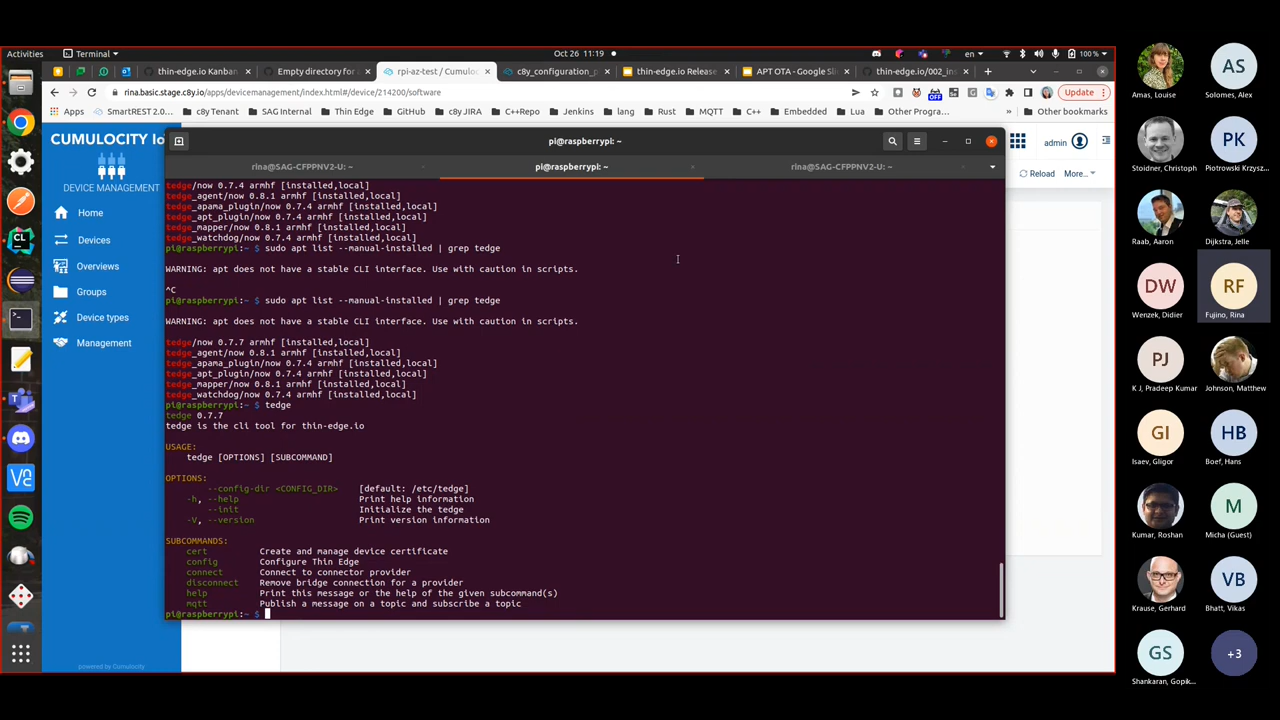 Activities
Terminal
Oct 26 11:19
en
100 %
thin-edge.io Kanban
Empty directory for
rpi-az-test / Cumuloc
c8y_configuration_p
thin-edge.io Release
APT OTA - Google Sli
thin-edge.io/002_ins
rina.basic.stage.c8y.io/apps/devicemanagement/index.html#/device/214200/software
OFF
Update
Apps
SmartREST 2.0...
c8y Tenant
SAG Internal
Thin Edge
GitHub
c8y JIRA
C++Repo
Jenkins
lang
Rust
MQTT
C++
Embedded
Lua
Other Program...
Other bookmarks
CUMULOCITY Io
DEVICE MANAGEMENT
Home
Devices
Overviews
Groups
Device types
Management
powered by Cumulocity
admin
Reload
More...
pi@raspberrypi: ~
rina@SAG-CFPPNV2-U: ~
pi@raspberrypi: ~
rina@SAG-CFPPNV2-U: ~
tedge/now 0.7.4 armhf [installed,local]
tedge_agent/now 0.8.1 armhf [installed,local]
tedge_apama_plugin/now 0.7.4 armhf [installed,local]
tedge_apt_plugin/now 0.7.4 armhf [installed,local]
tedge_mapper/now 0.8.1 armhf [installed,local]
tedge_watchdog/now 0.7.4 armhf [installed,local]
pi@raspberrypi:~ $ sudo apt list --manual-installed | grep tedge
WARNING: apt does not have a stable CLI interface. Use with caution in scripts.
^C
pi@raspberrypi:~ $ sudo apt list --manual-installed | grep tedge
WARNING: apt does not have a stable CLI interface. Use with caution in scripts.
tedge/now 0.7.7 armhf [installed,local]
tedge_agent/now 0.8.1 armhf [installed,local]
tedge_apama_plugin/now 0.7.4 armhf [installed,local]
tedge_apt_plugin/now 0.7.4 armhf [installed,local]
tedge_mapper/now 0.8.1 armhf [installed,local]
tedge_watchdog/now 0.7.4 armhf [installed,local]
pi@raspberrypi:~ $ tedge
tedge 0.7.7
tedge is the cli tool for thin-edge.io
USAGE:
tedge [OPTIONS] [SUBCOMMAND]
OPTIONS:
--config-dir <CONFIG_DIR> [default: /etc/tedge]
-h, --help Print help information
--init Initialize the tedge
-V, --version Print version information
SUBCOMMANDS:
cert Create and manage device certificate
config Configure Thin Edge
connect Connect to connector provider
disconnect Remove bridge connection for a provider
help Print this message or the help of the given subcommand(s)
mqtt Publish a message on a topic and subscribe a topic
pi@raspberrypi:~ $
Amas, Louise
AS
Solomes, Alex
Stoidner, Christoph
PK
Piotrowski Krzysz...
Raab, Aaron
Dijkstra, Jelle
DW
Wenzek, Didier
RF
Fujino, Rina
PJ
K J, Pradeep Kumar
Johnson, Matthew
GI
Isaev, Gligor
HB
Boef, Hans
Kumar, Roshan
M
Micha (Guest)
Krause, Gerhard
VB
Bhatt, Vikas
GS
Shankaran, Gopik...
+3